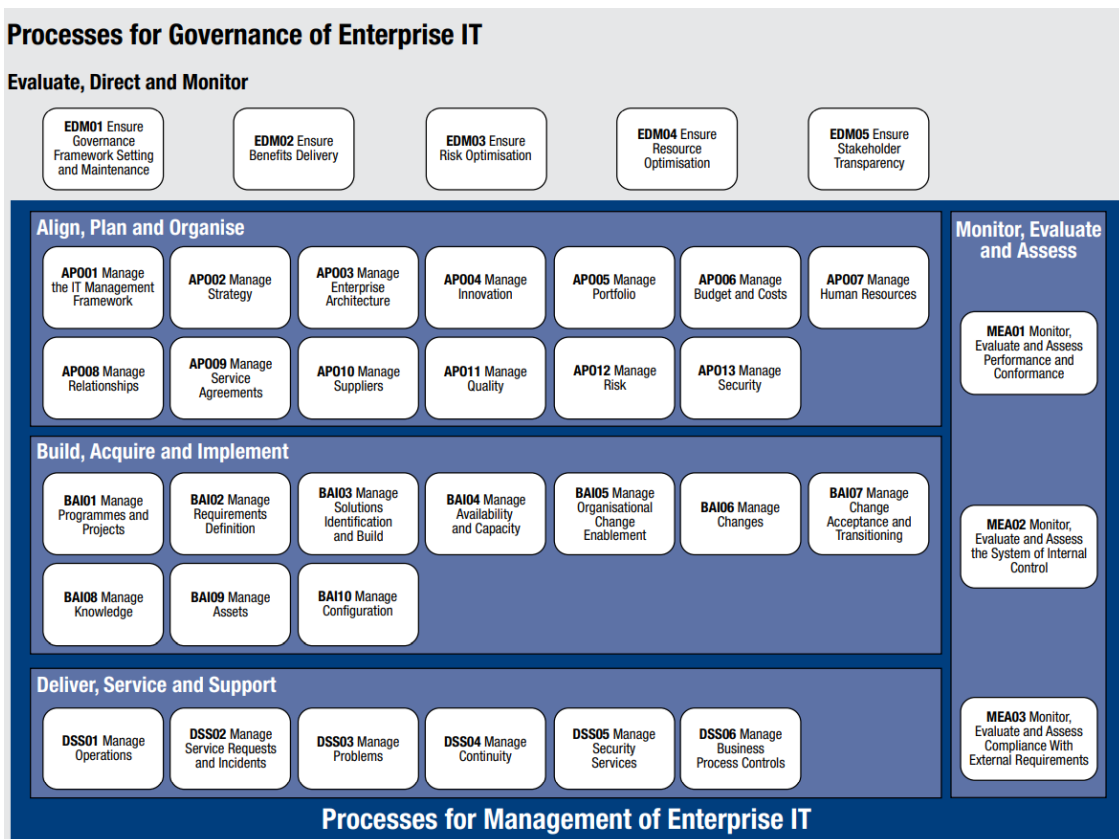 Processes for Governance of Enterprise IT
Evaluate, Direct and Monitor
EDM01 Ensure
Governance
Framework Setting
and Maintenance
EDM02 Ensure
Benefits Delivery
EDM03 Ensure
Risk Optimisation
EDM04 Ensure
Resource
Optimisation
EDM05 Ensure
Stakeholder
Transparency
Align, Plan and Organise
APO01 Manage
the IT Management
Framework
APO02 Manage
Strategy
APO03 Manage
Enterprise
Architecture
APO04 Manage
Innovation
APO05 Manage
Portfolio
APO06 Manage
Budget and Costs
APO07 Manage
Human Resources
APO08 Manage
Relationships
APO09 Manage
Service
Agreements
APO10 Manage
Suppliers
APO11 Manage
Quality
APO12 Manage
Risk
APO13 Manage
Security
Build, Acquire and Implement
BAI01 Manage
Programmes and
Projects
BAI02 Manage
Requirements
Definition
BAI03 Manage
Solutions
Identification
and Build
BAI04 Manage
Availability
and Capacity
BAI05 Manage
Organisational
Change
Enablement
BAI06 Manage
Changes
BAI07 Manage
Change
Acceptance and
Transitioning
BAI08 Manage
Knowledge
BAI09 Manage
Assets
BAI10 Manage
Configuration
Deliver, Service and Support
DSS01 Manage
Operations
DSS02 Manage
Service Requests
and Incidents
DSS03 Manage
Problems
DSS04 Manage
Continuity
DSS05 Manage
Security
Services
DSS06 Manage
Business
Process Controls
Monitor, Evaluate
and Assess
MEA01 Monitor,
Evaluate and Assess
Performance and
Conformance
MEA02 Monitor,
Evaluate and Assess
the System of Internal
Control
MEA03 Monitor,
Evaluate and Assess
Compliance With
External Requirements
Processes for Management of Enterprise IT